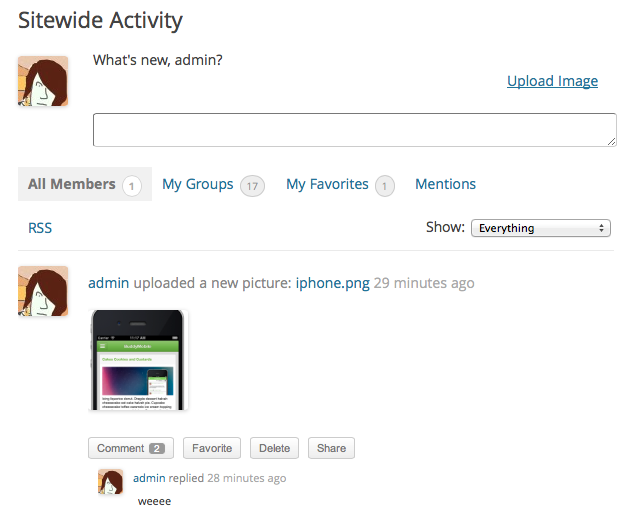 Sitewide Activity
What's new, admin?
Upload Image
All Members 1 My Groups 17 My Favorites 1 Mentions
RSS Show: Everything
admin uploaded a new picture: iphone.png 29 minutes ago
Comment 2 Favorite Delete Share
admin replied 28 minutes ago
weeee